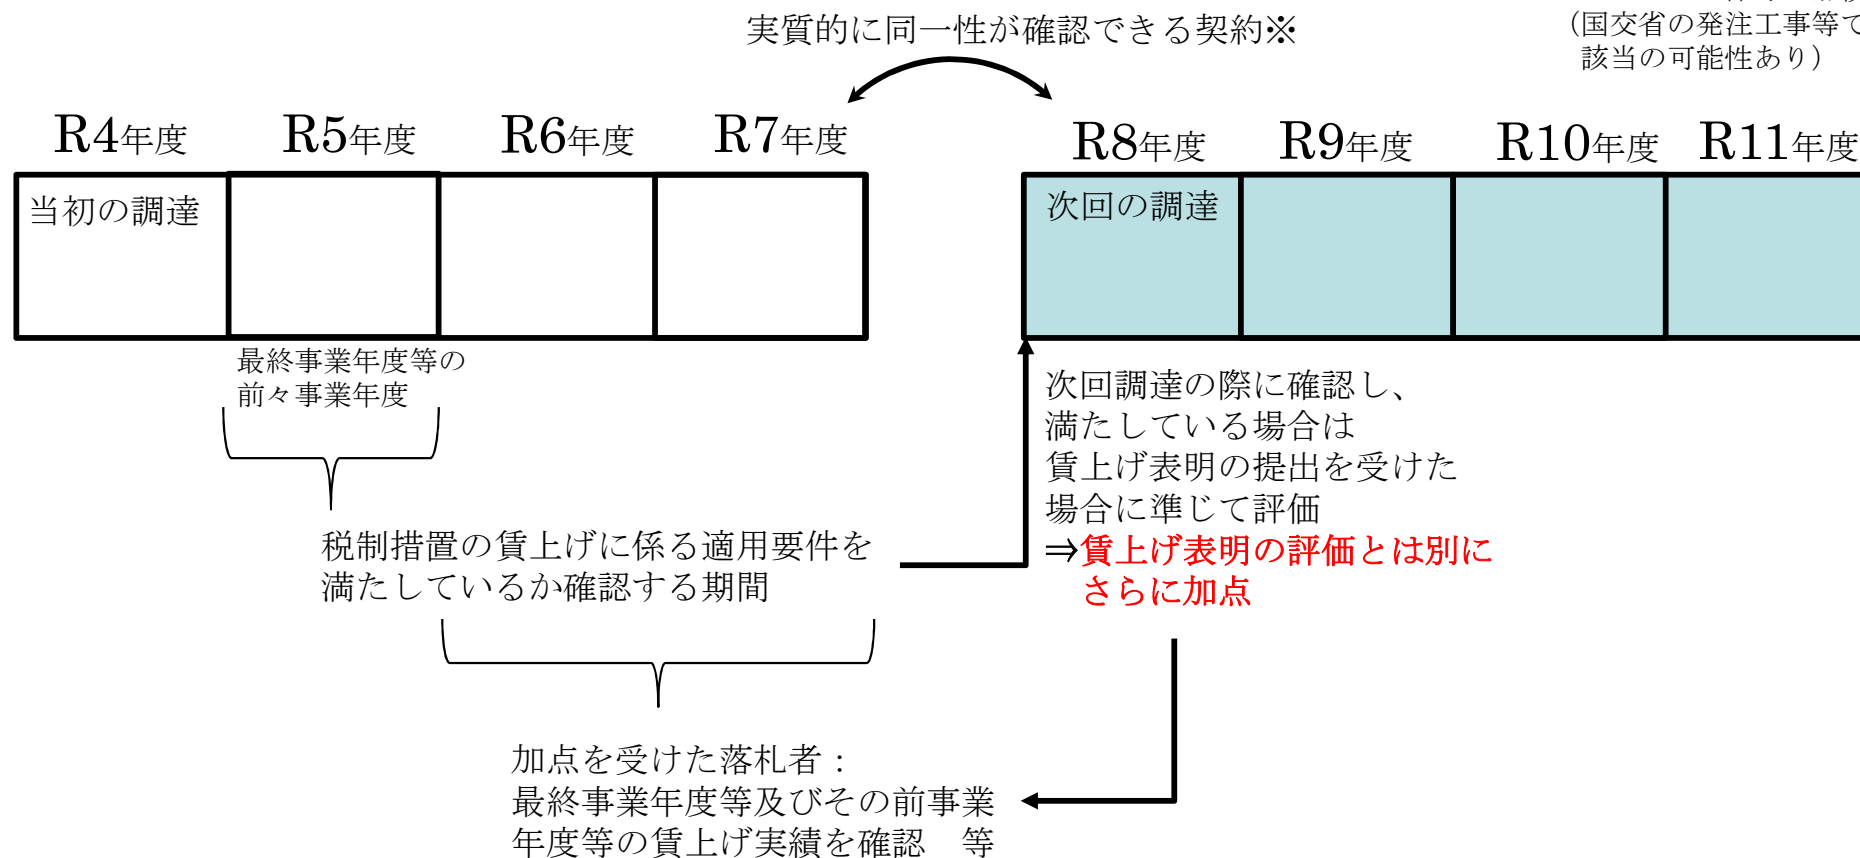 実質的に同一性が確認できる契約※
（国交省の発注工事等で
該当の可能性あり）
R4年度
R5年度
R6年度
R7年度
R8年度
R9年度
R10年度
R11年度
当初の調達
次回の調達
最終事業年度等の
前々事業年度
次回調達の際に確認し、
満たしている場合は
賃上げ表明の提出を受けた
場合に準じて評価
⇒賃上げ表明の評価とは別に
さらに加点
税制措置の賃上げに係る適用要件を
満たしているか確認する期間
加点を受けた落札者：
最終事業年度等及びその前事業
年度等の賃上げ実績を確認　等